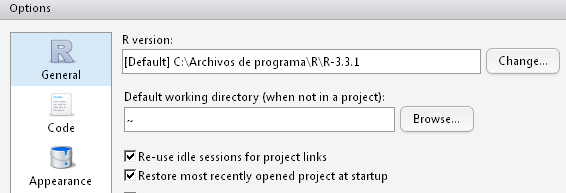 Options
R version:
[Default] C:\Archivos de programa\R\R-3.3.1
Change...
Default working directory (when not in a project):
~
Browse...
Re-use idle sessions for project links
Restore most recently opened project at startup
R
General
Code
Appearance